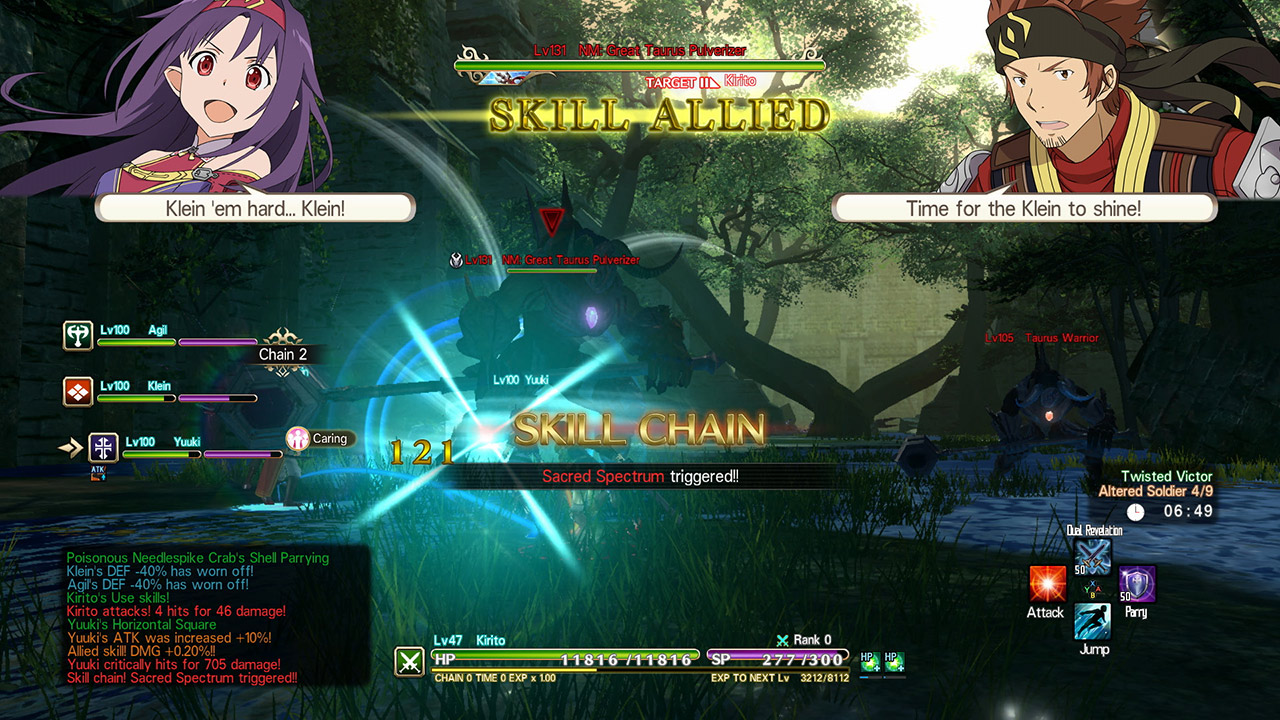 Lv131 NM: Great Taurus Pulverizer
TARGET Kirito
SKILL ALLIED
Klein 'em hard... Klein!
Time for the Klein to shine!
Lv131 NM: Great Taurus Pulverizer
Lv100 Agil
Chain 2
Lv105 Taurus Warrior
Lv100 Klein
Lv100 Yuuki
Lv100 Yuuki
ATK
Caring
121
SKILL CHAIN
Sacred Spectrum triggered!!
Twisted Victor
Altered Soldier 4/9
06:49
Dual Revelation
50
Attack
Y X A B
50
Parry
Jump
Poisonous Needlespike Crab's Shell Parrying
Klein's DEF -40% has worn off!
Agil's DEF -40% has worn off!
Kirito's Use skills!
Kirito attacks! 4 hits for 46 damage!
Yuuki's Horizontal Square
Yuuki's ATK was increased +10%!
Allied skill! DMG +0.20%!!
Yuuki critically hits for 705 damage!
Skill chain! Sacred Spectrum triggered!!
Lv47 Kirito
Rank 0
HP 11816/11816
SP 277/300
HP HP
CHAIN 0 TIME 0 EXP x 1.00
EXP TO NEXT Lv 3212/8112